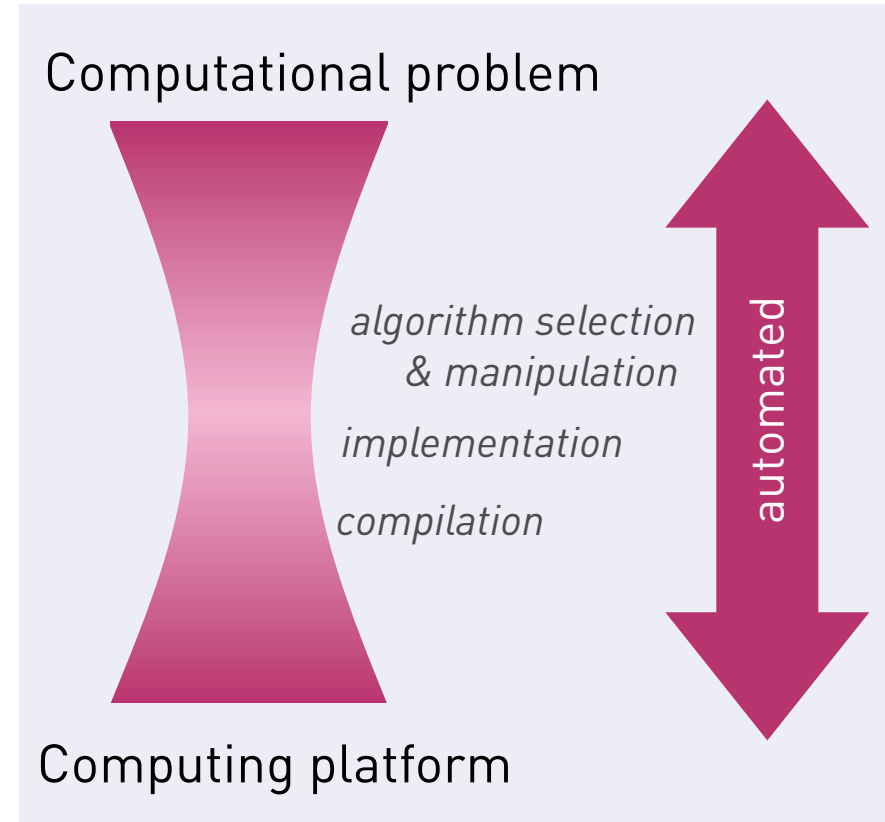 Computational problem
algorithm selection
& manipulation
implementation
compilation
automated
Computing platform